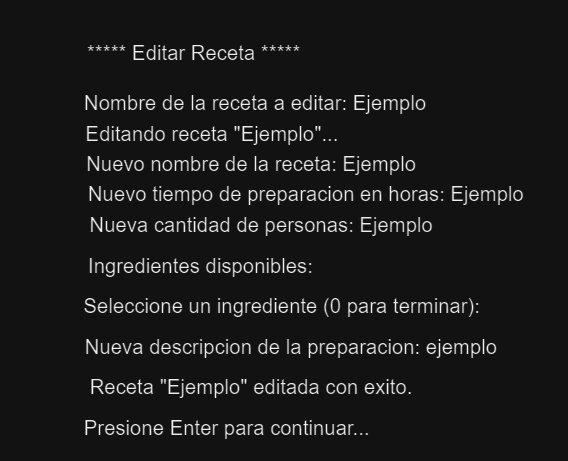 ***** Editar Receta *****
Nombre de la receta a editar: Ejemplo
Editando receta "Ejemplo"...
Nuevo nombre de la receta: Ejemplo
Nuevo tiempo de preparacion en horas: Ejemplo
Nueva cantidad de personas: Ejemplo
Ingredientes disponibles:
Seleccione un ingrediente (0 para terminar):
Nueva descripcion de la preparacion: ejemplo
Receta "Ejemplo" editada con exito.
Presione Enter para continuar...